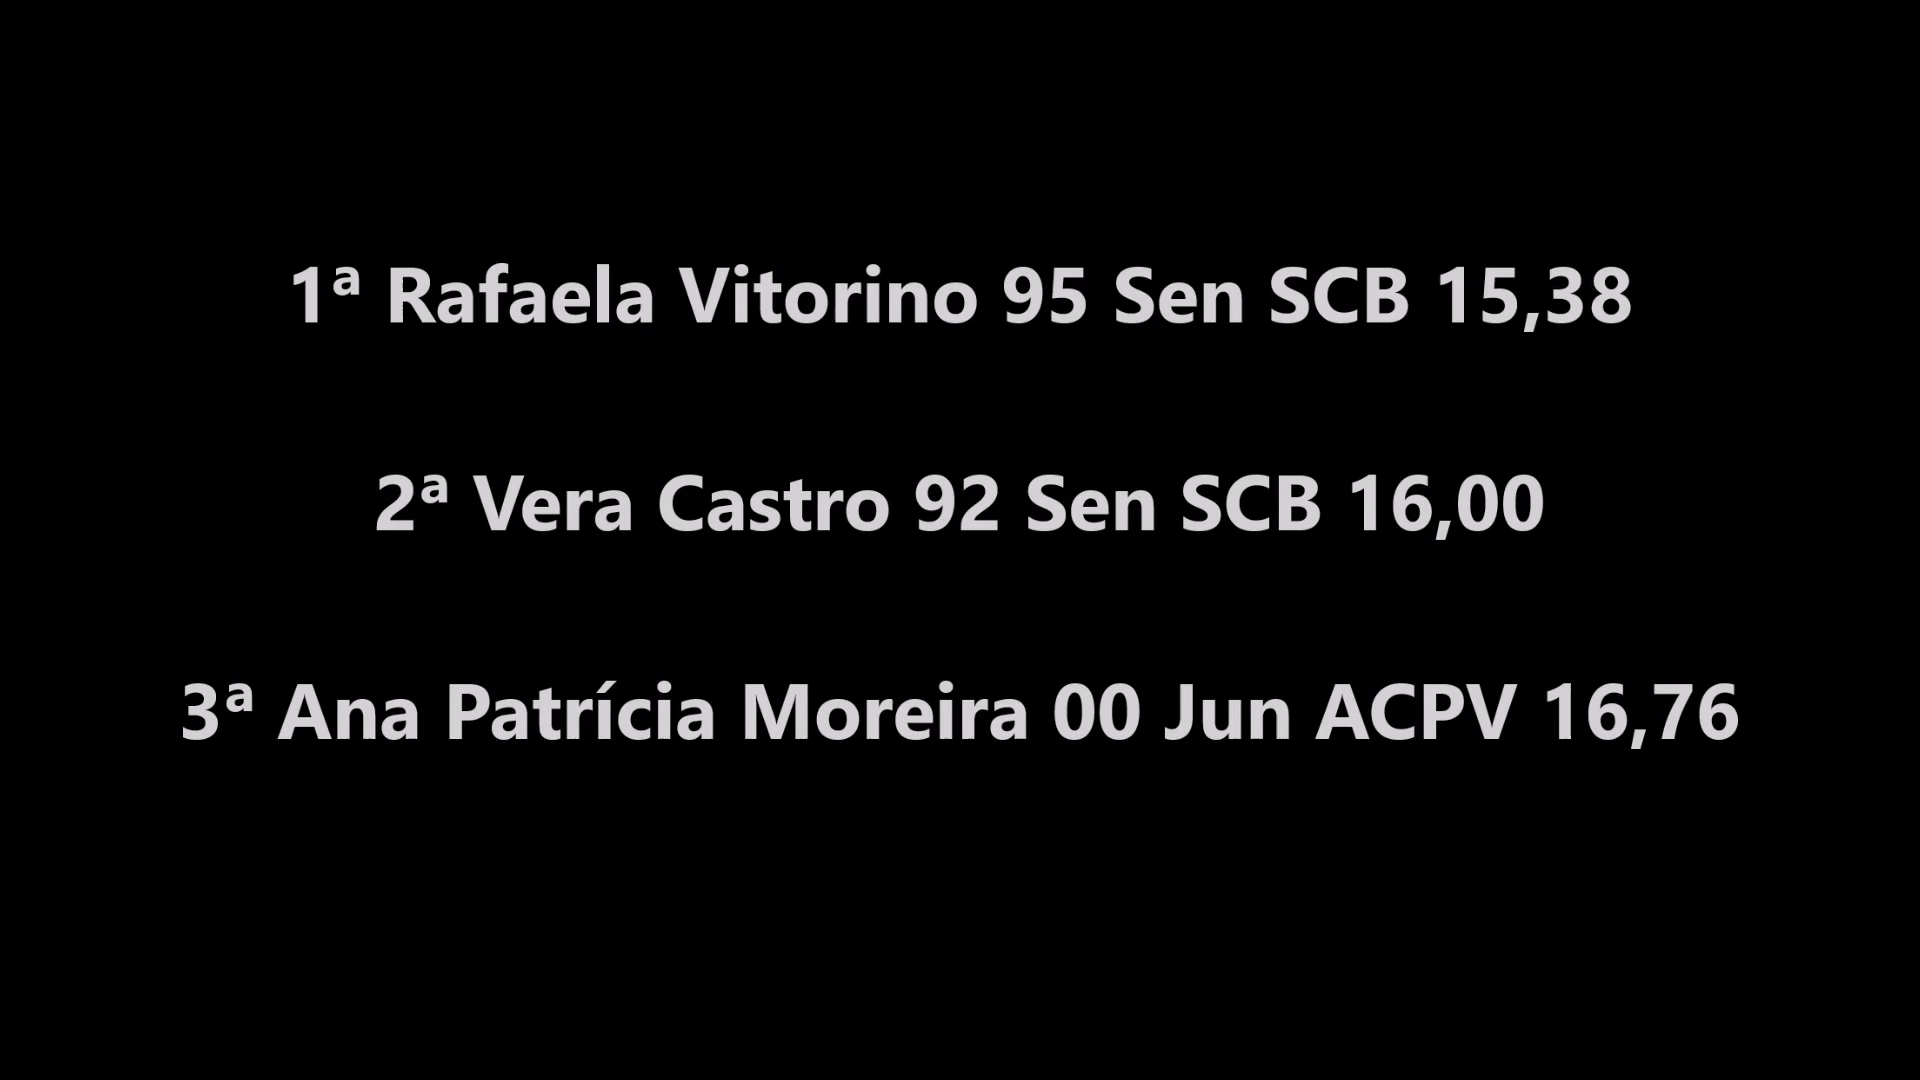 1ª Rafaela Vitorino 95 Sen SCB 15,38
2ª Vera Castro 92 Sen SCB 16,00
3ª Ana Patrícia Moreira 00 Jun ACPV 16,76